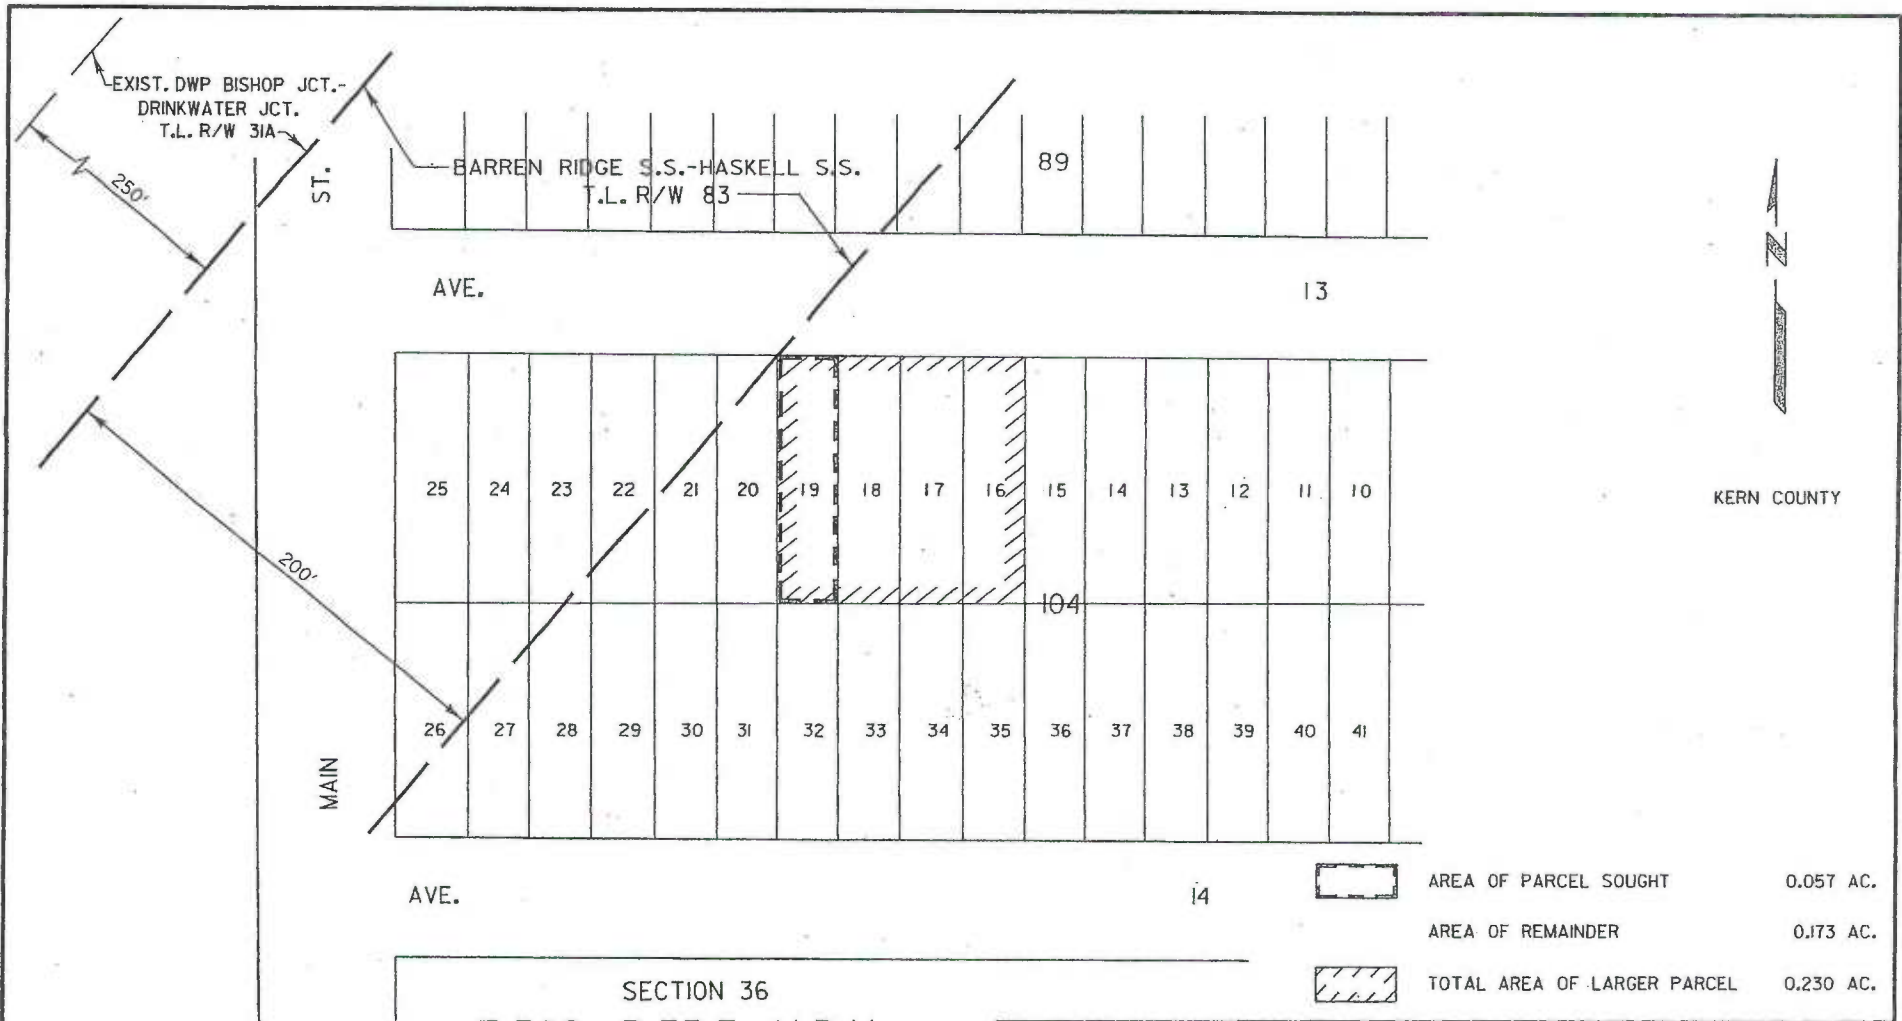 EXIST. DWP BISHOP JCT.-
DRINKWATER JCT.
T.L. R/W 31A
250'
ST.
BARREN RIDGE S.S.-HASKELL S.S.
T.L. R/W 83
89
N
AVE. 13
25 24 23 22 21 20 19 18 17 16 15 14 13 12 11 10
KERN COUNTY
200'
104
26 27 28 29 30 31 32 33 34 35 36 37 38 39 40 41
MAIN
AVE. 14
AREA OF PARCEL SOUGHT 0.057 AC.
AREA OF REMAINDER 0.173 AC.
TOTAL AREA OF LARGER PARCEL 0.230 AC.
SECTION 36